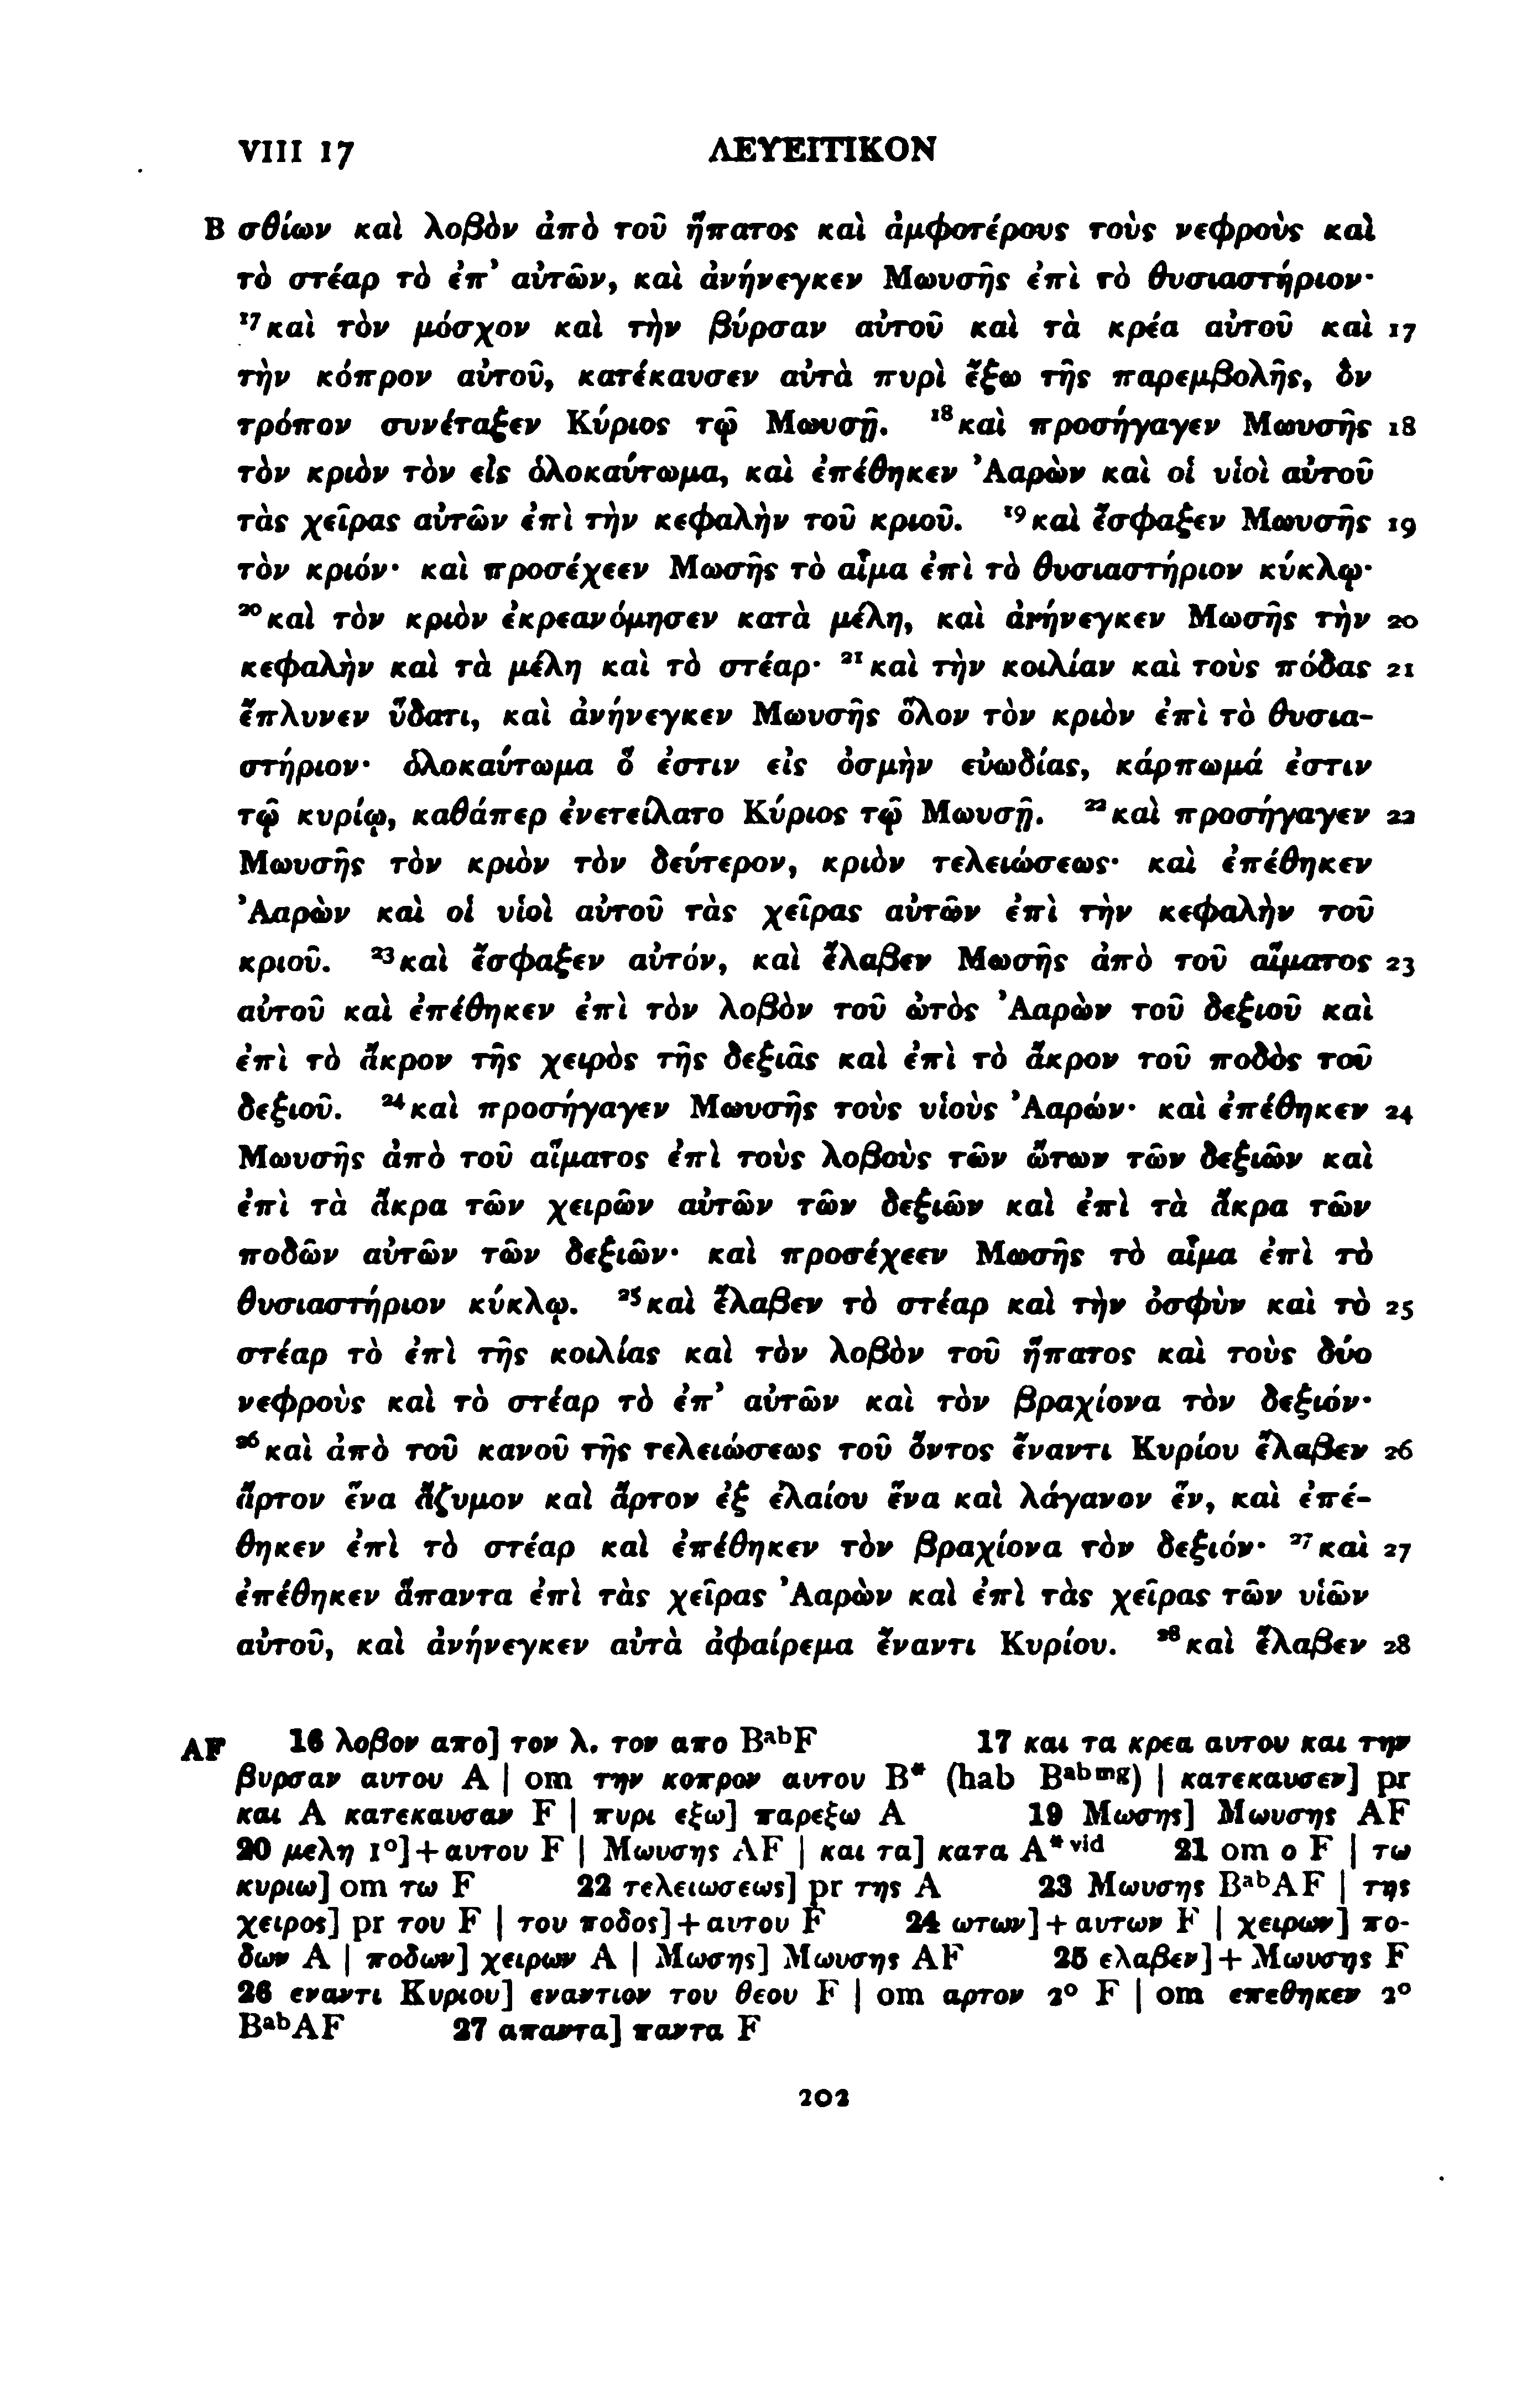 VIII 17 ΛΕΥΕΙΤΙΚΟΝ
B σθίων καὶ λοβὸν ἀπὸ τοῦ ἥπατος καὶ ἀμφοτέρους τοὺς νεφροὺς καὶ
τὸ στέαρ τὸ ἐπ' αὐτῶν, καὶ ἀνήνεγκεν Μωυσῆς ἐπὶ τὸ θυσιαστήριον·
¹⁷καὶ τὸν μόσχον καὶ τὴν βύρσαν αὐτοῦ καὶ τὰ κρέα αὐτοῦ καὶ 17
τὴν κόπρον αὐτοῦ, κατέκαυσεν αὐτὰ πυρὶ ἔξω τῆς παρεμβολῆς, ὃν
τρόπον συνέταξεν Κύριος τῷ Μωυσῇ. ¹⁸καὶ προσήγαγεν Μωυσῆς 18
τὸν κριὸν τὸν εἰς ὁλοκαύτωμα, καὶ ἐπέθηκεν Ἀαρὼν καὶ οἱ υἱοὶ αὐτοῦ
τὰς χεῖρας αὐτῶν ἐπὶ τὴν κεφαλὴν τοῦ κριοῦ. ¹⁹καὶ ἔσφαξεν Μωυσῆς 19
τὸν κριόν· καὶ προσέχεεν Μωσῆς τὸ αἷμα ἐπὶ τὸ θυσιαστήριον κύκλῳ·
²⁰καὶ τὸν κριὸν ἐκρεανόμησεν κατὰ μέλη, καὶ ἀνήνεγκεν Μωσῆς τὴν 20
κεφαλὴν καὶ τὰ μέλη καὶ τὸ στέαρ· ²¹καὶ τὴν κοιλίαν καὶ τοὺς πόδας 21
ἔπλυνεν ὕδατι, καὶ ἀνήνεγκεν Μωυσῆς ὅλον τὸν κριὸν ἐπὶ τὸ θυσια-
στήριον· ὁλοκαύτωμα ὅ ἐστιν εἰς ὀσμὴν εὐωδίας, κάρπωμά ἐστιν
τῷ κυρίῳ, καθάπερ ἐνετείλατο Κύριος τῷ Μωυσῇ. ²²καὶ προσήγαγεν 22
Μωυσῆς τὸν κριὸν τὸν δεύτερον, κριὸν τελειώσεως· καὶ ἐπέθηκεν
Ἀαρὼν καὶ οἱ υἱοὶ αὐτοῦ τὰς χεῖρας αὐτῶν ἐπὶ τὴν κεφαλὴν τοῦ
κριοῦ. ²³καὶ ἔσφαξεν αὐτόν, καὶ ἔλαβεν Μωσῆς ἀπὸ τοῦ αἵματος 23
αὐτοῦ καὶ ἐπέθηκεν ἐπὶ τὸν λοβὸν τοῦ ὠτὸς Ἀαρὼν τοῦ δεξιοῦ καὶ
ἐπὶ τὸ ἄκρον τῆς χειρὸς τῆς δεξιᾶς καὶ ἐπὶ τὸ ἄκρον τοῦ ποδὸς τοῦ
δεξιοῦ. ²⁴καὶ προσήγαγεν Μωυσῆς τοὺς υἱοὺς Ἀαρών· καὶ ἐπέθηκεν 24
Μωυσῆς ἀπὸ τοῦ αἵματος ἐπὶ τοὺς λοβοὺς τῶν ὤτων τῶν δεξιῶν καὶ
ἐπὶ τὰ ἄκρα τῶν χειρῶν αὐτῶν τῶν δεξιῶν καὶ ἐπὶ τὰ ἄκρα τῶν
ποδῶν αὐτῶν τῶν δεξιῶν· καὶ προσέχεεν Μωσῆς τὸ αἷμα ἐπὶ τὸ
θυσιαστήριον κύκλῳ. ²⁵καὶ ἔλαβεν τὸ στέαρ καὶ τὴν ὀσφὺν καὶ τὸ 25
στέαρ τὸ ἐπὶ τῆς κοιλίας καὶ τὸν λοβὸν τοῦ ἥπατος καὶ τοὺς δύο
νεφροὺς καὶ τὸ στέαρ τὸ ἐπ' αὐτῶν καὶ τὸν βραχίονα τὸν δεξιόν·
²⁶καὶ ἀπὸ τοῦ κανοῦ τῆς τελειώσεως τοῦ ὄντος ἔναντι Κυρίου ἔλαβεν 26
ἄρτον ἕνα ἄζυμον καὶ ἄρτον ἐξ ἐλαίου ἕνα καὶ λάγανον ἕν, καὶ ἐπέ-
θηκεν ἐπὶ τὸ στέαρ καὶ ἐπέθηκεν τὸν βραχίονα τὸν δεξιόν· ²⁷καὶ 27
ἐπέθηκεν ἅπαντα ἐπὶ τὰς χεῖρας Ἀαρὼν καὶ ἐπὶ τὰς χεῖρας τῶν υἱῶν
αὐτοῦ, καὶ ἀνήνεγκεν αὐτὰ ἀφαίρεμα ἔναντι Κυρίου. ²⁸καὶ ἔλαβεν 28
AF 16 λοβον απο] τον λ. τον απο BᵃᵇF 17 και τα κρεα αυτου και την
βυρσαν αυτου A | om την κοπρον αυτου B* (hab Bᵃᵇᵐᵍ) | κατεκαυσεν] pr
και A κατεκαυσαν F | πυρι εξω] παρεξω A 19 Μωσης] Μωυσης AF
20 μελη 1°]+αυτου F | Μωυσης AF | και τα] κατα A*ᵛⁱᵈ 21 om ο F | τω
κυριω] om τω F 22 τελειωσεως] pr της A 23 Μωυσης BᵃᵇAF | της
χειρος] pr του F | του ποδος]+αυτου F 24 ωτων]+αυτων F | χειρων] πο-
δων A | ποδων] χειρων A | Μωσης] Μωυσης AF 25 ελαβεν]+Μωυσης F
26 εναντι Κυριου] εναντιον του θεου F | om αρτον 2° F | om επεθηκεν 2°
BᵃᵇAF 27 απαντα] παντα F
202